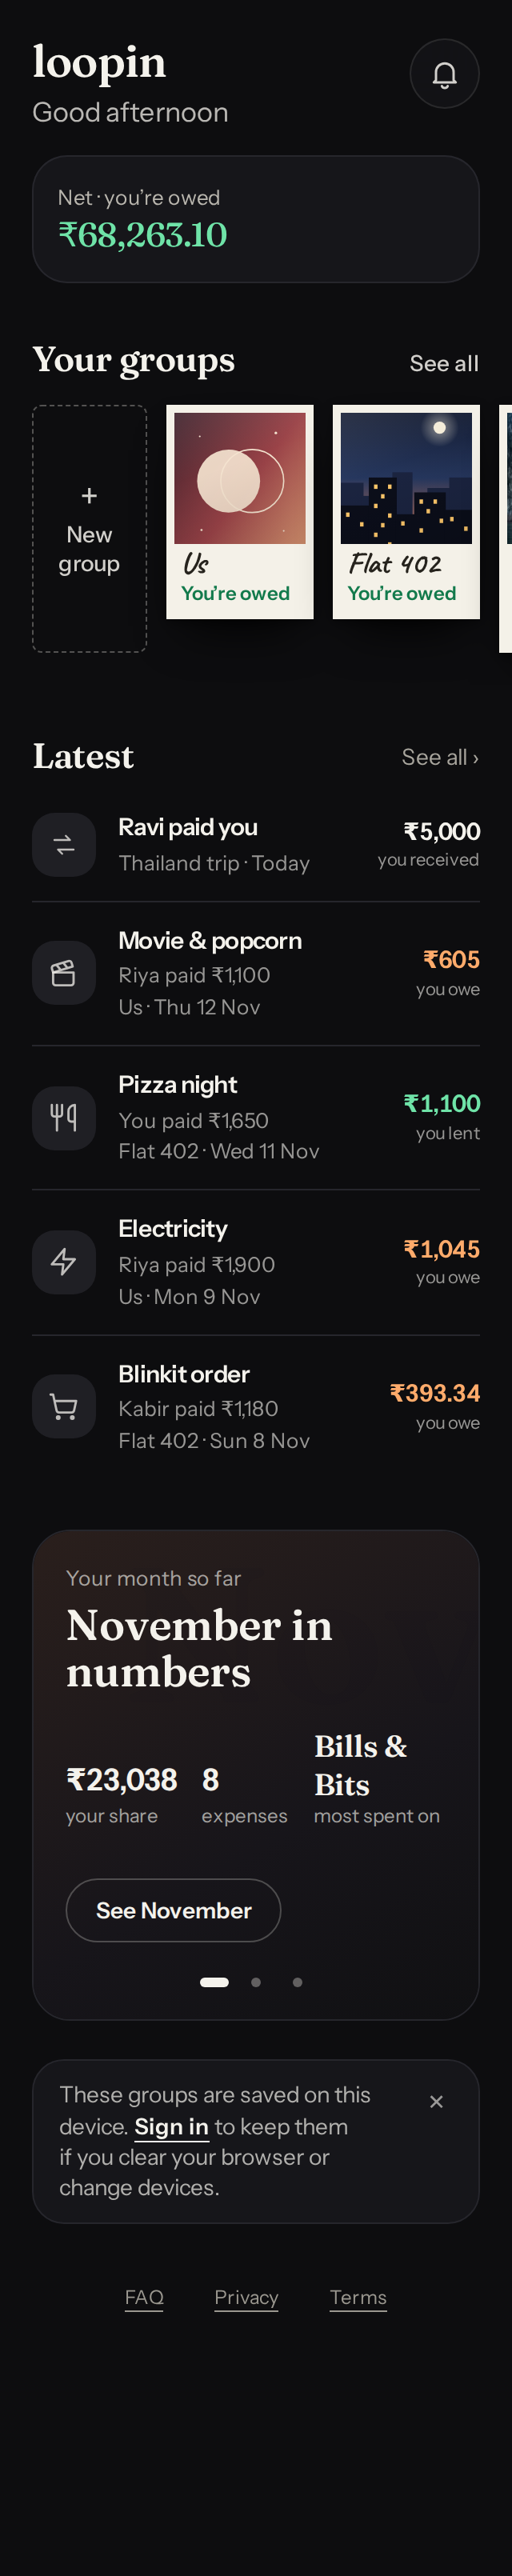 loopin
Good afternoon
Net · you're owed
₹68,263.10
Your groups
See all
+
New
group
Us
You're owed
Flat 402
You're owed
Latest
See all ›
Ravi paid you
Thailand trip · Today
₹5,000
you received
Movie & popcorn
Riya paid ₹1,100
Us · Thu 12 Nov
₹605
you owe
Pizza night
You paid ₹1,650
Flat 402 · Wed 11 Nov
₹1,100
you lent
Electricity
Riya paid ₹1,900
Us · Mon 9 Nov
₹1,045
you owe
Blinkit order
Kabir paid ₹1,180
Flat 402 · Sun 8 Nov
₹393.34
you owe
Your month so far
November in
numbers
₹23,038
your share
8
expenses
Bills &
Bits
most spent on
See November
These groups are saved on this
device. Sign in to keep them
if you clear your browser or
change devices.
×
FAQ
Privacy
Terms